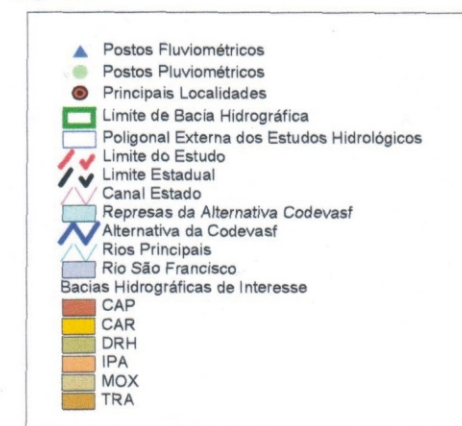 Postos Fluviométricos
Postos Pluviométricos
Principais Localidades
Límite de Bacia Hidrográfica
Poligonal Externa dos Estudos Hidrológicos
Limite do Estudo
Limite Estadual
Canal Estado
Represas da Alternativa Codevasf
Alternativa da Codevasf
Rios Principais
Rio São Francisco
Bacias Hidrográficas de Interesse
CAP
CAR
DRH
IPA
MOX
TRA